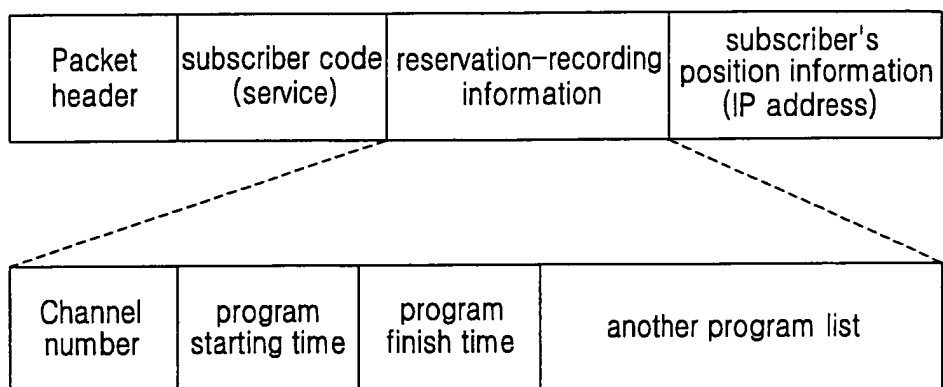 Packet
header
subscriber code
(service)
reservation-recording
information
subscriber's
position information
(IP address)
Channel
number
program
starting time
program
finish time
another program list